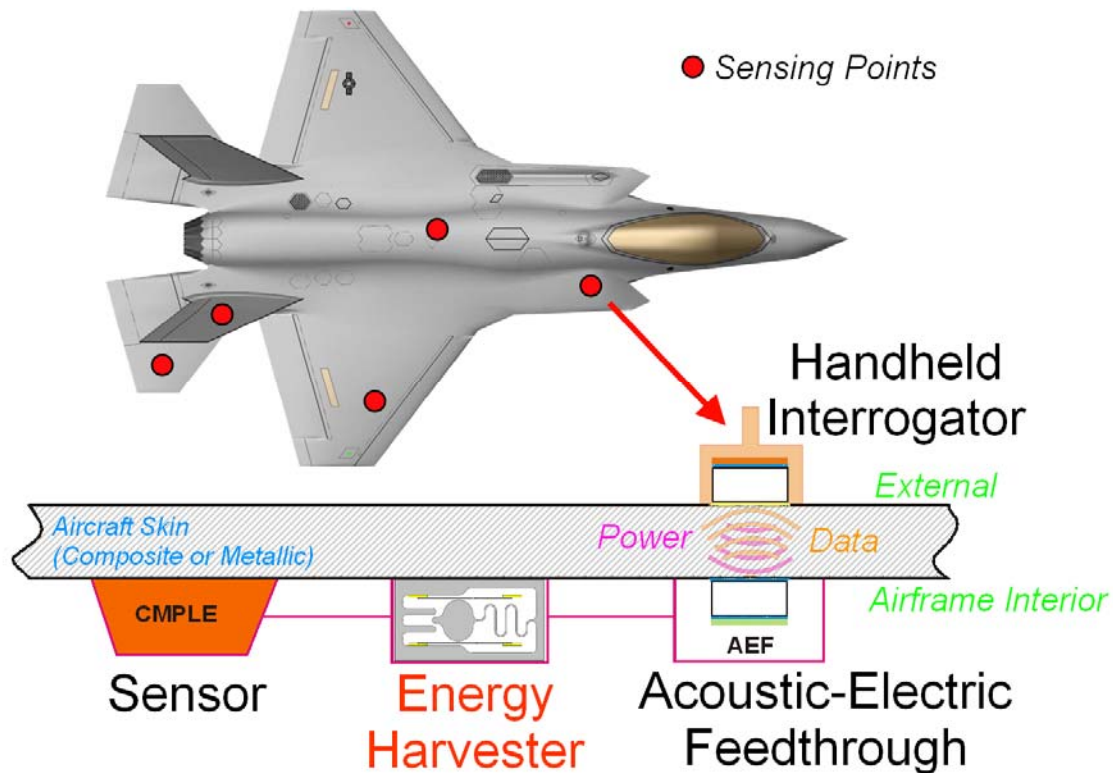 Sensing Points
Handheld
Interrogator
External
Aircraft Skin
(Composite or Metallic)
Power
Data
Airframe Interior
CMPLE
AEF
Sensor
Energy
Harvester
Acoustic-Electric
Feedthrough